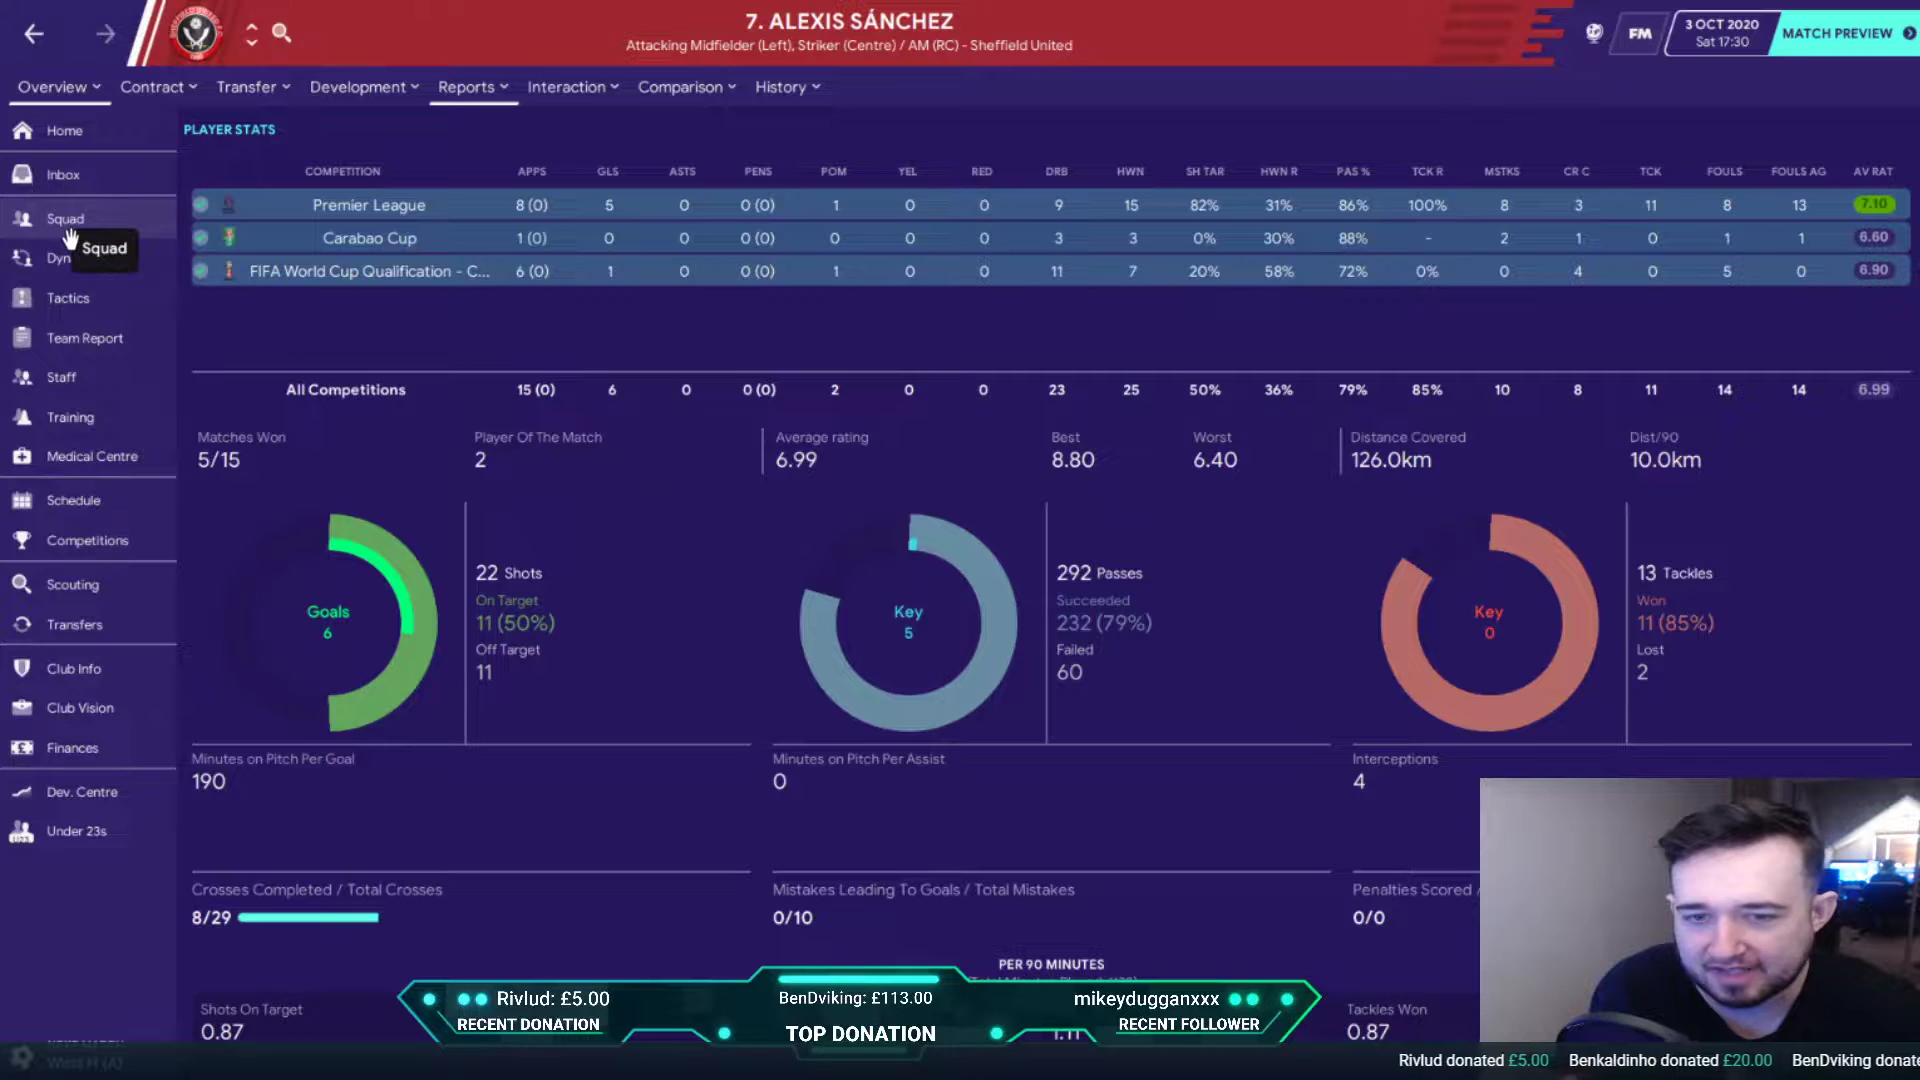 7. ALEXIS SÁNCHEZ
Attacking Midfielder (Left), Striker (Centre) / AM (RC) - Sheffield United
FM
3 OCT 2020
Sat 17:30
MATCH PREVIEW
Overview Contract Transfer Development Reports Interaction Comparison History
Home
Inbox
Squad
Squad
Dyn
Tactics
Team Report
Staff
Training
Medical Centre
Schedule
Competitions
Scouting
Transfers
Club Info
Club Vision
Finances
Dev. Centre
Under 23s
PLAYER STATS
COMPETITION APPS GLS ASTS PENS POM YEL RED DRB HWN SH TAR HWN R PAS % TCK R MSTKS CR C TCK FOULS FOULS AG AV RAT
Premier League 8 (0) 5 0 0 (0) 1 0 0 9 15 82% 31% 86% 100% 8 3 11 8 13 7.10
Carabao Cup 1 (0) 0 0 0 (0) 0 0 0 3 3 0% 30% 88% - 2 1 0 1 1 6.60
FIFA World Cup Qualification - C... 6 (0) 1 0 0 (0) 1 0 0 11 7 20% 58% 72% 0% 0 4 0 5 0 6.90
All Competitions 15 (0) 6 0 0 (0) 2 0 0 23 25 50% 36% 79% 85% 10 8 11 14 14 6.99
Matches Won Player Of The Match Average rating Best Worst Distance Covered Dist/90
5/15 2 6.99 8.80 6.40 126.0km 10.0km
Goals
6
22 Shots
On Target
11 (50%)
Off Target
11
Key
5
292 Passes
Succeeded
232 (79%)
Failed
60
Key
0
13 Tackles
Won
11 (85%)
Lost
2
Minutes on Pitch Per Goal
190
Minutes on Pitch Per Assist
0
Interceptions
4
Crosses Completed / Total Crosses
8/29
Mistakes Leading To Goals / Total Mistakes
0/10
Penalties Scored /
0/0
PER 90 MINUTES
Shots On Target
0.87
1.11
Tackles Won
0.87
Rivlud: £5.00
RECENT DONATION
BenDviking: £113.00
TOP DONATION
mikeydugganxxx
RECENT FOLLOWER
Rivlud donated £5.00 Benkaldinho donated £20.00 BenDviking donate